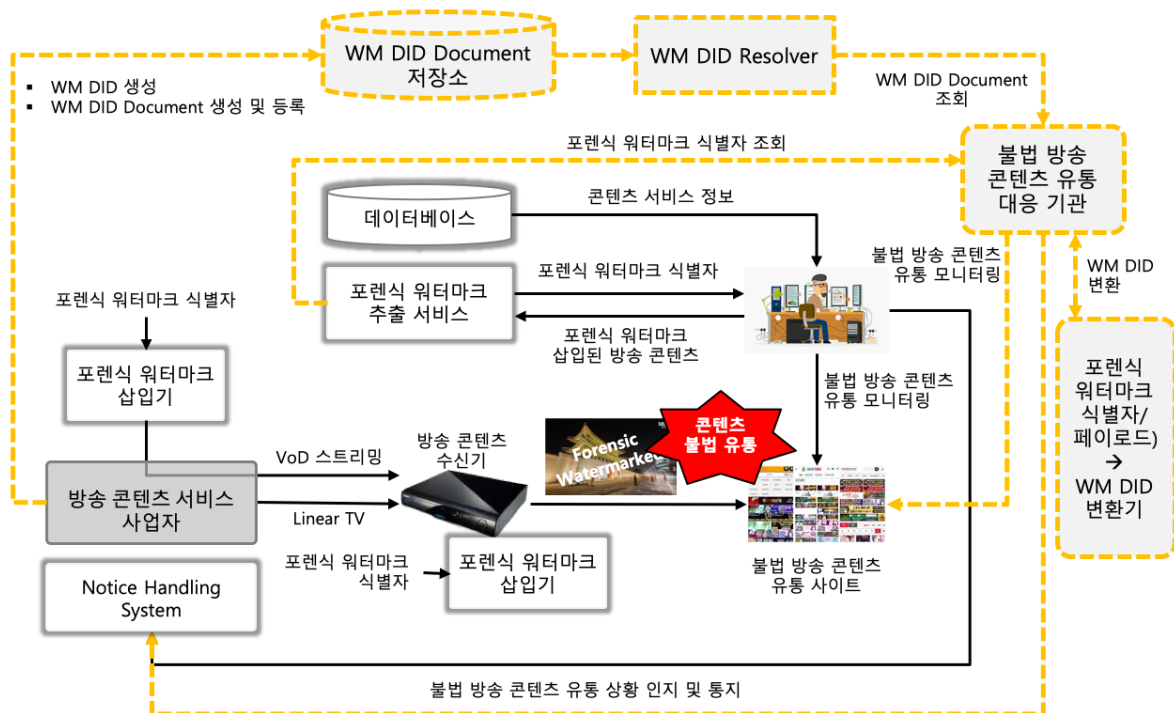 WM DID Document
저장소
WM DID Resolver
▪ WM DID 생성
▪ WM DID Document 생성 및 등록
WM DID Document
조회
포렌식 워터마크 식별자 조회
불법 방송
콘텐츠 유통
대응 기관
데이터베이스
콘텐츠 서비스 정보
불법 방송 콘텐츠
유통 모니터링
WM DID
변환
포렌식 워터마크 식별자
포렌식 워터마크
추출 서비스
포렌식 워터마크 식별자
포렌식 워터마크
삽입된 방송 콘텐츠
포렌식 워터마크
삽입기
불법 방송 콘텐츠
유통 모니터링
포렌식
워터마크
식별자/
페이로드)
→
WM DID
변환기
콘텐츠
불법 유통
방송 콘텐츠
수신기
Forensic
Watermarked
VoD 스트리밍
방송 콘텐츠 서비스
사업자
Linear TV
포렌식 워터마크
식별자
포렌식 워터마크
삽입기
불법 방송 콘텐츠
유통 사이트
Notice Handling
System
불법 방송 콘텐츠 유통 상황 인지 및 통지